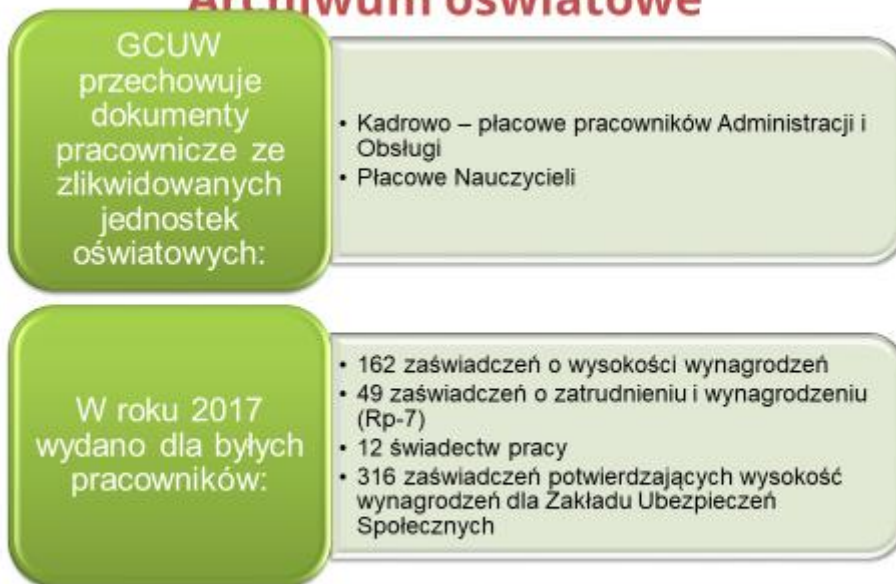 Archiwum oświatowe
GCUW
przechowuje
dokumenty
pracownicze ze
zlikwidowanych
jednostek
oświatowych:
• Kadrowo – płacowe pracowników Administracji i
Obsługi
• Płacowe Nauczycieli
W roku 2017
wydano dla byłych
pracowników:
• 162 zaświadczeń o wysokości wynagrodzeń
• 49 zaświadczeń o zatrudnieniu i wynagrodzeniu
(Rp-7)
• 12 świadectw pracy
• 316 zaświadczeń potwierdzających wysokość
wynagrodzeń dla Zakładu Ubezpieczeń
Społecznych